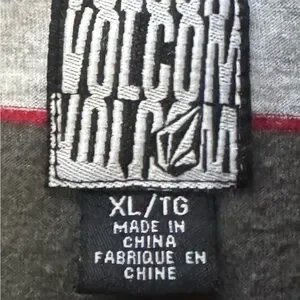 VOLCOM
VOLCOM
XL/TG
MADE IN
CHINA
FABRIQUE EN
CHINE